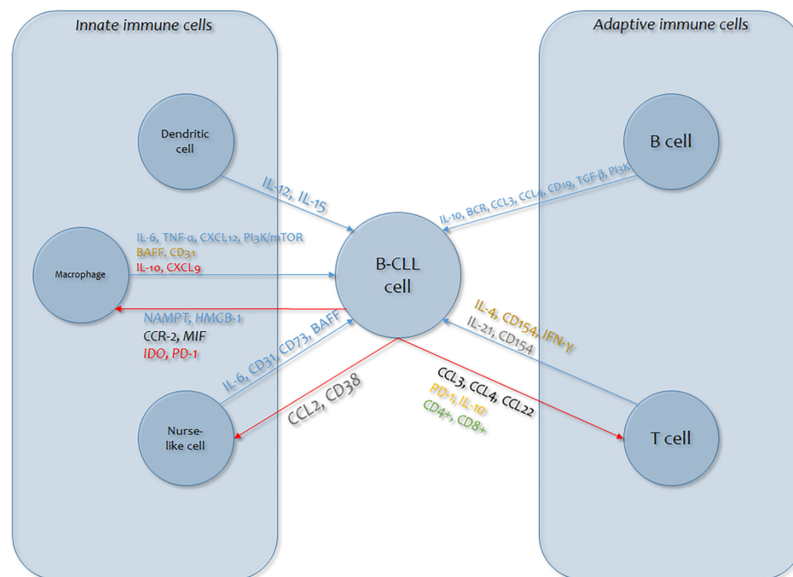 Innate immune cells
Adaptive immune cells
Dendritic
cell
B cell
IL-12, IL-15
IL-10, BCR, CCL3, CCL4, CD19, TGF-β, PI3K
IL-6, TNF-α, CXCL12, PI3K/mTOR
BAFF, CD31
IL-10, CXCL9
Macrophage
B-CLL
cell
NAMPT, HMGB-1
CCR-2, MIF
IDO, PD-1
IL-6, CD31, CD73, BAFF
IL-4, CD154, IFN-γ
IL-21, CD154
CCL2, CD38
CCL3, CCL4, CCL22
PD-1, IL-10
CD4+, CD8+
Nurse-
like cell
T cell